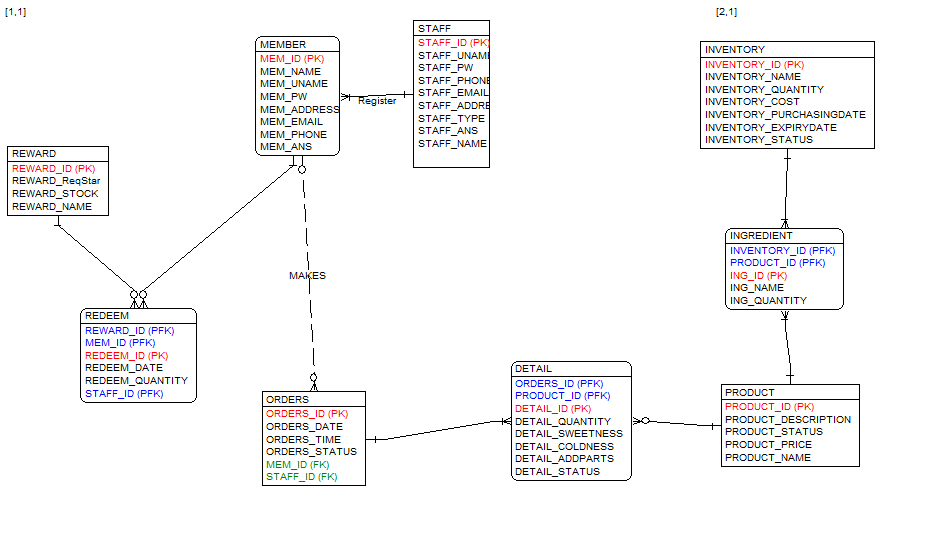 [1,1]
[2,1]
STAFF
STAFF_ID (PK)
STAFF_UNAM
STAFF_PW
STAFF_PHONE
STAFF_EMAIL
STAFF_ADDRE
STAFF_TYPE
STAFF_ANS
STAFF_NAME
MEMBER
MEM_ID (PK)
MEM_NAME
MEM_UNAME
MEM_PW
MEM_ADDRESS
MEM_EMAIL
MEM_PHONE
MEM_ANS
Register
INVENTORY
INVENTORY_ID (PK)
INVENTORY_NAME
INVENTORY_QUANTITY
INVENTORY_COST
INVENTORY_PURCHASINGDATE
INVENTORY_EXPIRYDATE
INVENTORY_STATUS
REWARD
REWARD_ID (PK)
REWARD_ReqStar
REWARD_STOCK
REWARD_NAME
INGREDIENT
INVENTORY_ID (PFK)
PRODUCT_ID (PFK)
ING_ID (PK)
ING_NAME
ING_QUANTITY
MAKES
REDEEM
REWARD_ID (PFK)
MEM_ID (PFK)
REDEEM_ID (PK)
REDEEM_DATE
REDEEM_QUANTITY
STAFF_ID (PFK)
ORDERS
ORDERS_ID (PK)
ORDERS_DATE
ORDERS_TIME
ORDERS_STATUS
MEM_ID (FK)
STAFF_ID (FK)
DETAIL
ORDERS_ID (PFK)
PRODUCT_ID (PFK)
DETAIL_ID (PK)
DETAIL_QUANTITY
DETAIL_SWEETNESS
DETAIL_COLDNESS
DETAIL_ADDPARTS
DETAIL_STATUS
PRODUCT
PRODUCT_ID (PK)
PRODUCT_DESCRIPTION
PRODUCT_STATUS
PRODUCT_PRICE
PRODUCT_NAME